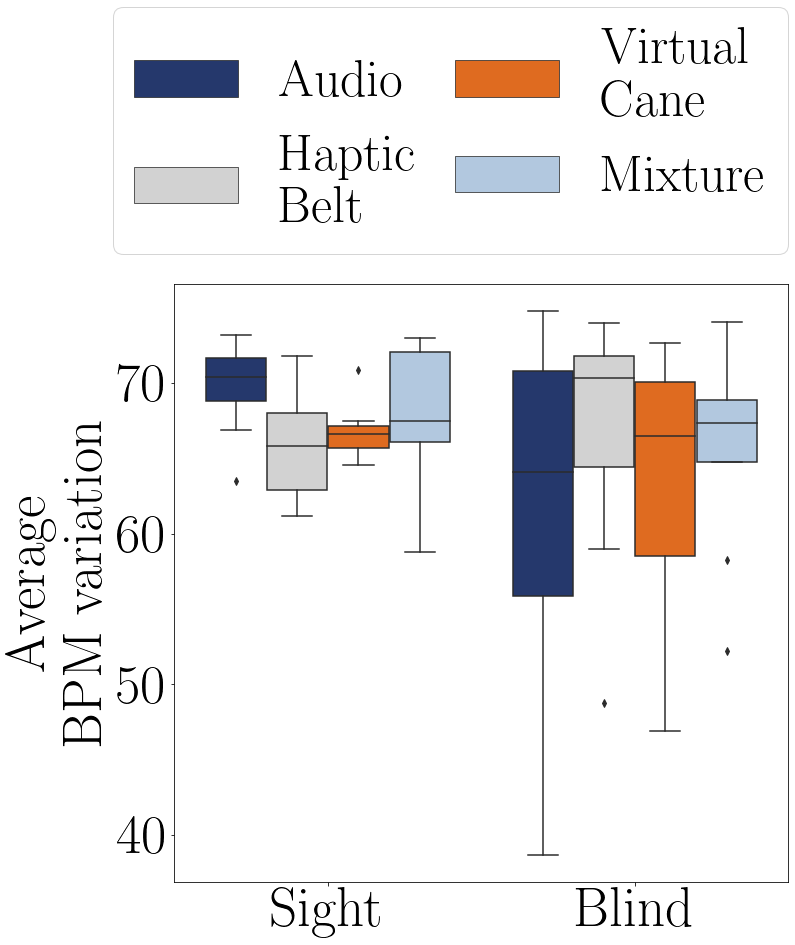 Audio
Haptic
Belt
Virtual
Cane
Mixture
Average
BPM variation
70
60
50
40
Sight
Blind